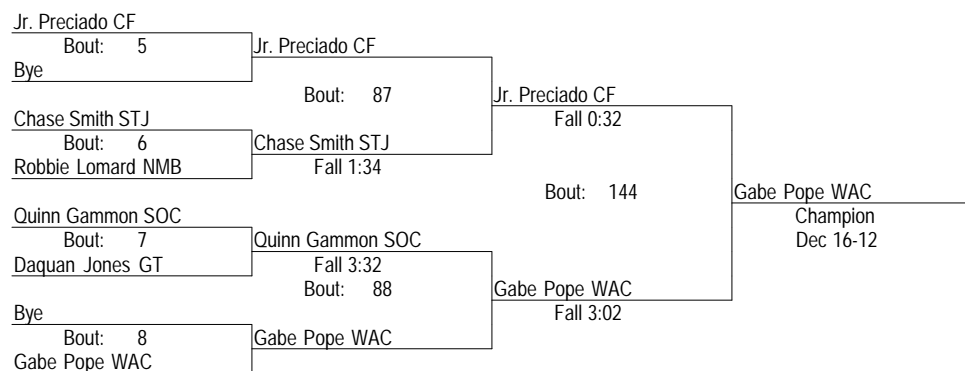 Jr. Preciado CF
Bout: 5
Bye
Jr. Preciado CF
Bout: 87
Chase Smith STJ
Bout: 6
Robbie Lomard NMB
Chase Smith STJ
Fall 1:34
Jr. Preciado CF
Fall 0:32
Bout: 144
Quinn Gammon SOC
Bout: 7
Daquan Jones GT
Quinn Gammon SOC
Fall 3:32
Bout: 88
Bye
Bout: 8
Gabe Pope WAC
Gabe Pope WAC
Gabe Pope WAC
Fall 3:02
Gabe Pope WAC
Champion
Dec 16-12